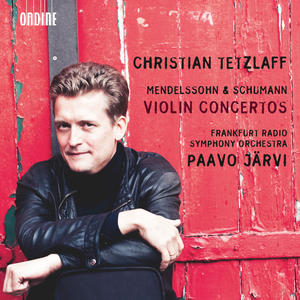 ONDINE
CHRISTIAN TETZLAFF
MENDELSSOHN & SCHUMANN
VIOLIN CONCERTOS
FRANKFURT RADIO
SYMPHONY ORCHESTRA
PAAVO JÄRVI